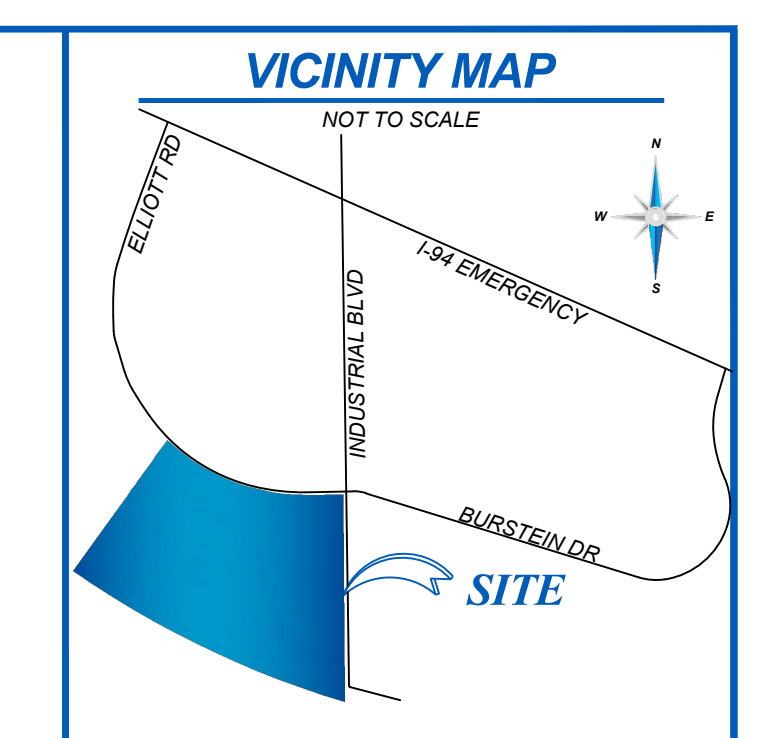 VICINITY MAP
NOT TO SCALE
N
W
E
S
ELLIOTT RD
I-94 EMERGENCY
INDUSTRIAL BLVD
BURSTEIN DR
SITE